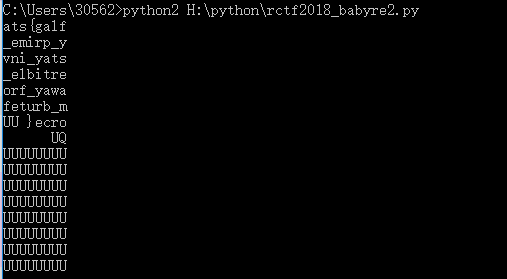 C:\Users\30562>python2 H:\python\rctf2018_babyre2.py
ats{galf
_emirp_y
vni_yats
_elbitre
orf_yawa
feturb_m
UU }ecro
      UQ
UUUUUUUU
UUUUUUUU
UUUUUUUU
UUUUUUUU
UUUUUUUU
UUUUUUUU
UUUUUUUU
UUUUUUUU